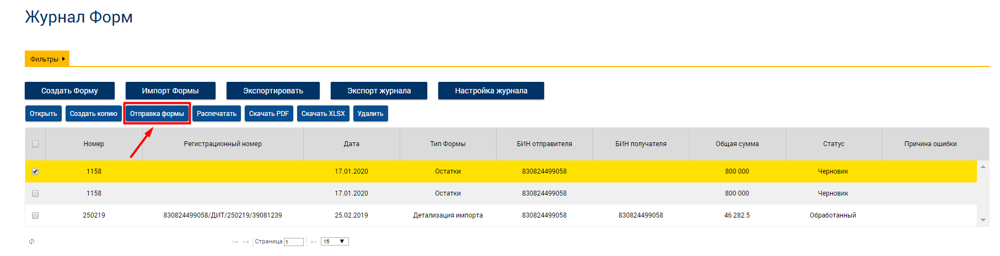 Журнал Форм
Фильтры
Создать Форму Импорт Формы Экспортировать Экспорт журнала Настройка журнала
Открыть Создать копию Отправка формы Распечатать Скачать PDF Скачать XLSX Удалить
Номер Регистрационный номер Дата Тип Формы БИН отправителя БИН получателя Общая сумма Статус Причина ошибки
1158 17.01.2020 Остатки 830824499058 800 000 Черновик
1158 17.01.2020 Остатки 830824499058 800 000 Черновик
250219 830824499058/ДИТ/250219/39081239 25.02.2019 Детализация импорта 830824499058 830824499058 46 282.5 Обработанный
Страница 1 15